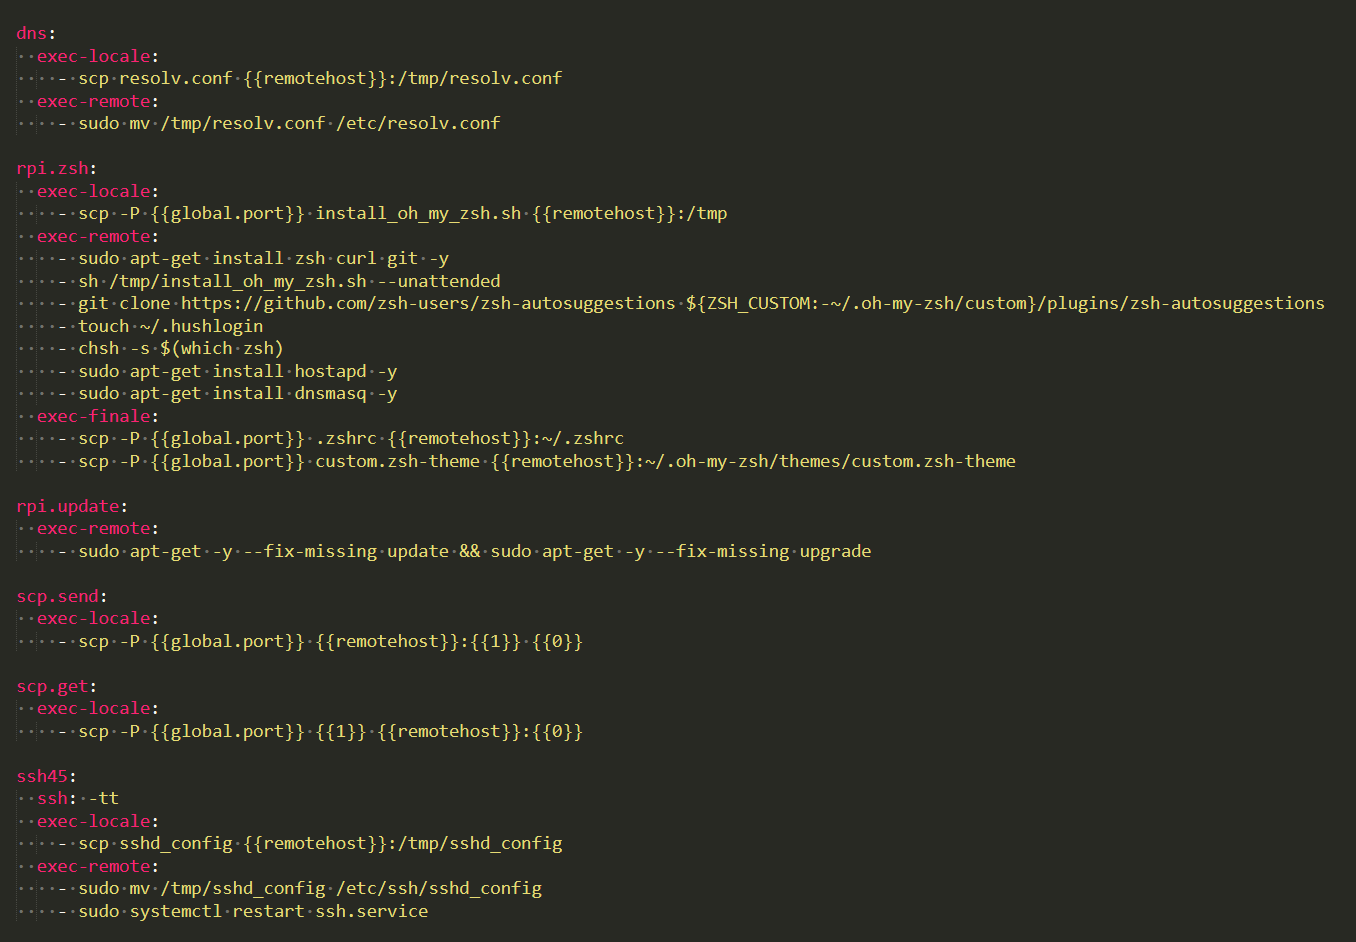 dns:
  exec-locale:
    - scp resolv.conf {{remotehost}}:/tmp/resolv.conf
  exec-remote:
    - sudo mv /tmp/resolv.conf /etc/resolv.conf

rpi.zsh:
  exec-locale:
    - scp -P {{global.port}} install_oh_my_zsh.sh {{remotehost}}:/tmp
  exec-remote:
    - sudo apt-get install zsh curl git -y
    - sh /tmp/install_oh_my_zsh.sh --unattended
    - git clone https://github.com/zsh-users/zsh-autosuggestions ${ZSH_CUSTOM:-~/.oh-my-zsh/custom}/plugins/zsh-autosuggestions
    - touch ~/.hushlogin
    - chsh -s $(which zsh)
    - sudo apt-get install hostapd -y
    - sudo apt-get install dnsmasq -y
  exec-finale:
    - scp -P {{global.port}} .zshrc {{remotehost}}:~/.zshrc
    - scp -P {{global.port}} custom.zsh-theme {{remotehost}}:~/.oh-my-zsh/themes/custom.zsh-theme

rpi.update:
  exec-remote:
    - sudo apt-get -y --fix-missing update && sudo apt-get -y --fix-missing upgrade

scp.send:
  exec-locale:
    - scp -P {{global.port}} {{remotehost}}:{{1}} {{0}}

scp.get:
  exec-locale:
    - scp -P {{global.port}} {{1}} {{remotehost}}:{{0}}

ssh45:
  ssh: -tt
  exec-locale:
    - scp sshd_config {{remotehost}}:/tmp/sshd_config
  exec-remote:
    - sudo mv /tmp/sshd_config /etc/ssh/sshd_config
    - sudo systemctl restart ssh.service